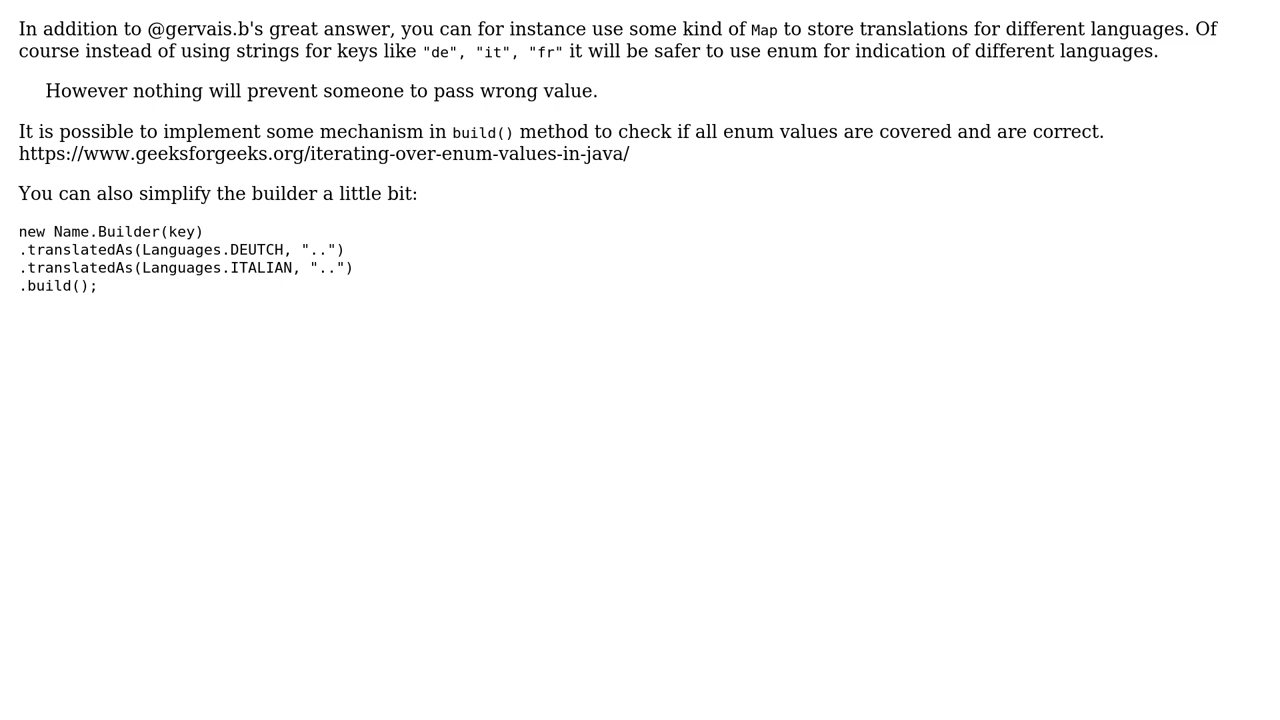 In addition to @gervais.b's great answer, you can for instance use some kind of Map to store translations for different languages. Of
course instead of using strings for keys like "de", "it", "fr" it will be safer to use enum for indication of different languages.
However nothing will prevent someone to pass wrong value.
It is possible to implement some mechanism in build() method to check if all enum values are covered and are correct.
https://www.geeksforgeeks.org/iterating-over-enum-values-in-java/
You can also simplify the builder a little bit:
new Name.Builder(key)
.translatedAs(Languages.DEUTCH, "..")
.translatedAs(Languages.ITALIAN, "..")
.build();